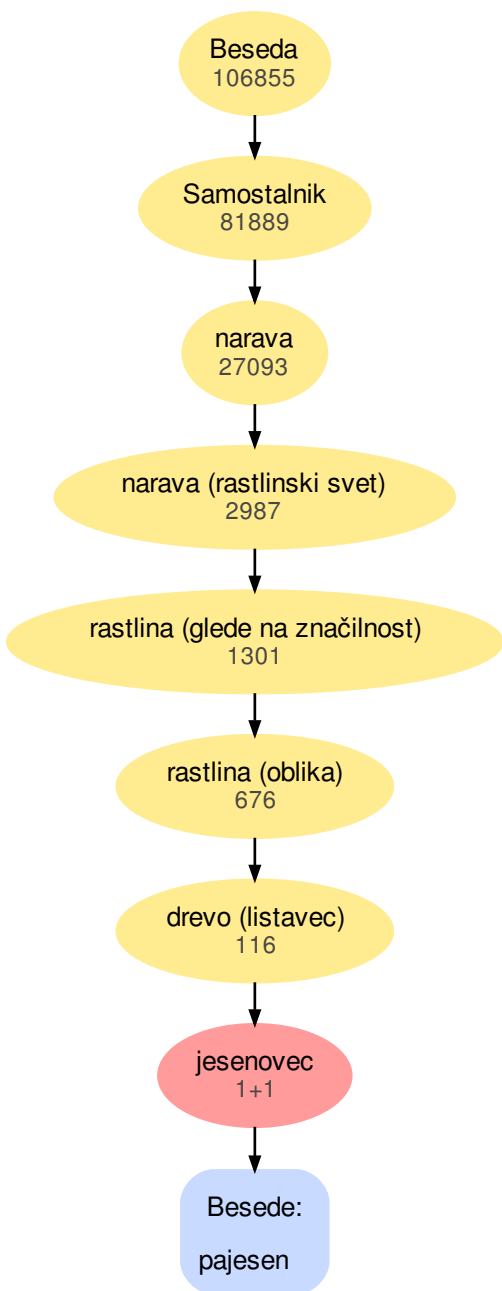 Beseda
106855
Samostalnik
81889
narava
27093
narava (rastlinski svet)
2987
rastlina (glede na značilnost)
1301
rastlina (oblika)
676
drevo (listavec)
116
jesenovec
1+1
Besede:
pajesen